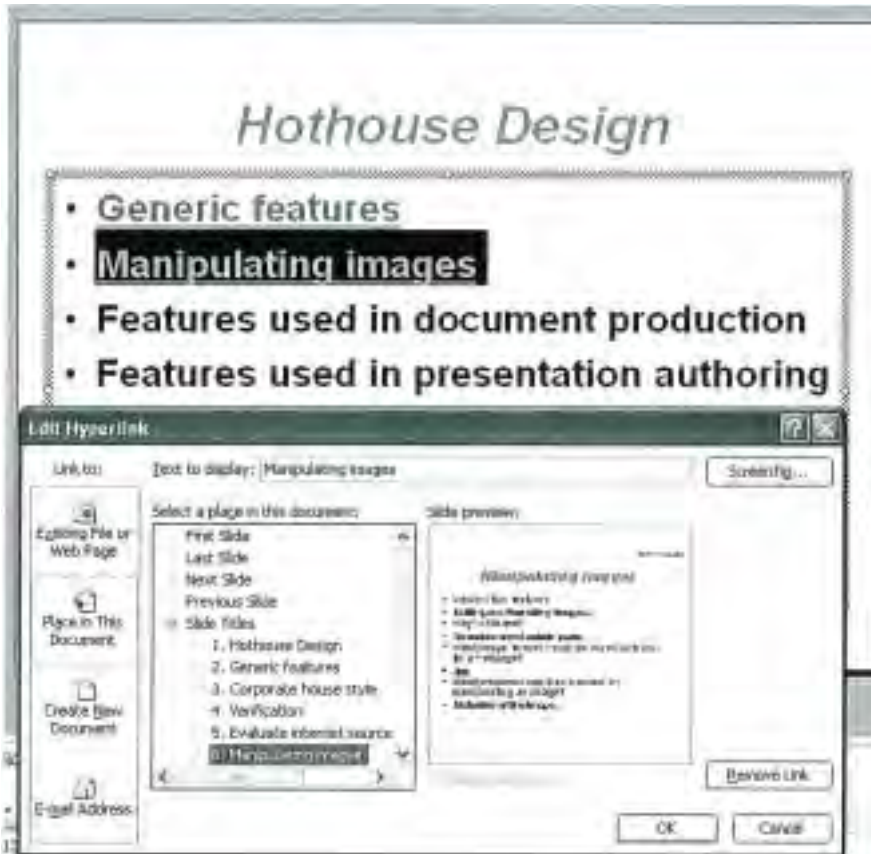 Hothouse Design
• Generic features
• Manipulating images
• Features used in document production
• Features used in presentation authoring
Edit Hyperlink
Link to:
Text to display: Manipulating images
ScreenTip...
Existing File or
Web Page
Place in This
Document
Create New
Document
E-mail Address
Select a place in this document:
First Slide
Last Slide
Next Slide
Previous Slide
Slide Titles
1. Hothouse Design
2. Generic features
3. Corporate house style
4. Verification
5. Evaluate internet source
6. Manipulating images
Slide preview:
Manipulating images
Remove Link
OK
Cancel